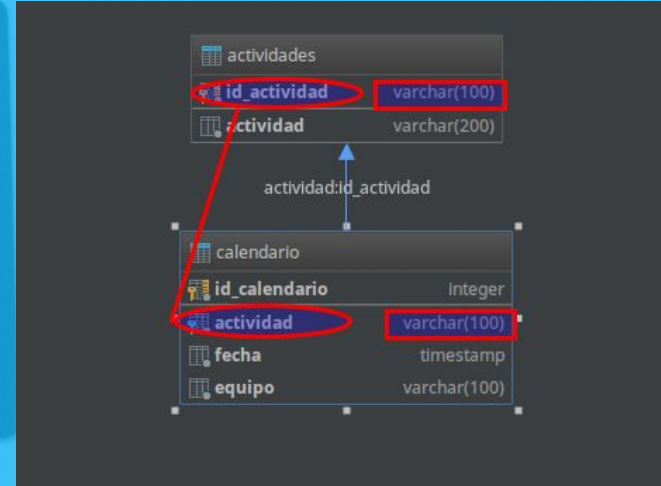 actividades
id_actividad varchar(100)
actividad varchar(200)
actividad:id_actividad
calendario
id_calendario integer
actividad varchar(100)
fecha timestamp
equipo varchar(100)